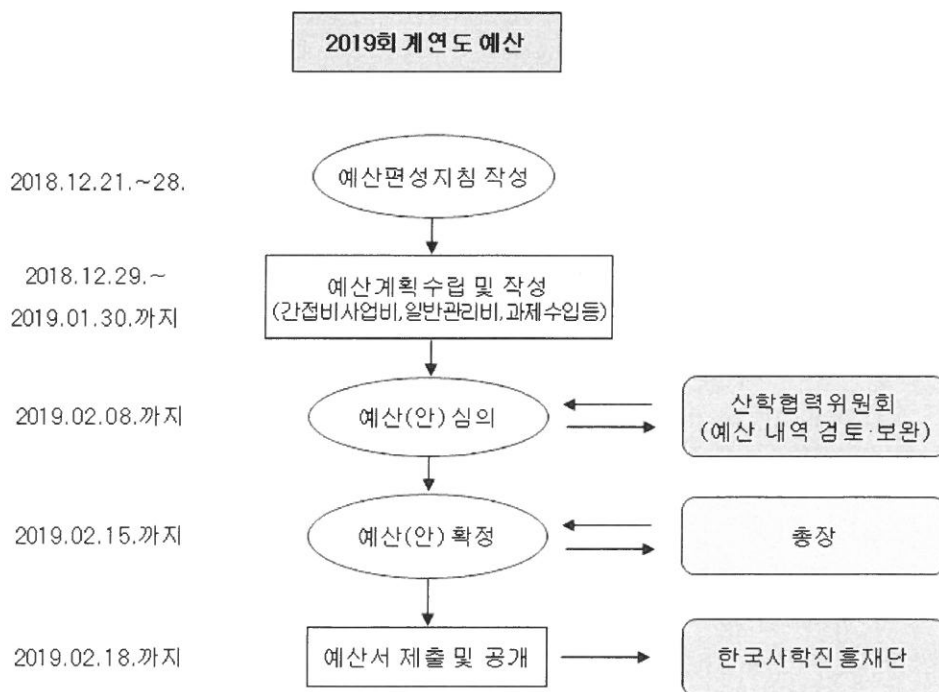 2019회계연도 예산
2018.12.21.~28.
예산편성지침 작성
2018.12.29.~
2019.01.30.까지
예산계획수립 및 작성
(간접비사업비,일반관리비,과제수입등)
2019.02.08.까지
예산(안) 심의
산학협력위원회
(예산 내역 검토·보완)
2019.02.15.까지
예산(안) 확정
총장
2019.02.18.까지
예산서 제출 및 공개
한국사학진흥재단